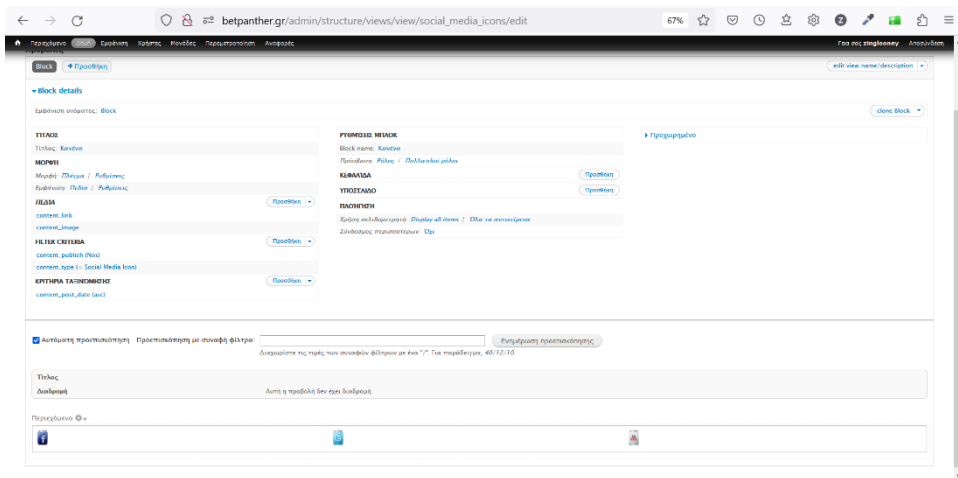 67%
betpanther.gr/admin/structure/views/view/social_media_icons/edit
Περιεχόμενο Δομή Εμφάνιση Χρήστες Μονάδες Παραμετροποίηση Αναφορές
Γεια σας zinglooney Αποσύνδεση
Block Προσθήκη
edit view name/description
Block details
Εμφάνιση ονόματος: Block
clone Block
ΤΙΤΛΟΣ
Τίτλος: Κανένα
ΜΟΡΦΗ
Μορφή: Πλέγμα | Ρυθμίσεις
Εμφάνιση: Πεδία | Ρυθμίσεις
ΠΕΔΙΑ Προσθήκη
content_link
content_image
FILTER CRITERIA Προσθήκη
content_publish (Ναι)
content_type (= Social Media Icon)
ΚΡΙΤΗΡΙΑ ΤΑΞΙΝΟΜΗΣΗΣ Προσθήκη
content_post_date (asc)
ΡΥΘΜΙΣΕΙΣ ΜΠΛΟΚ
Block name: Κανένα
Πρόσβαση: Ρόλος | Πολλαπλοί ρόλοι
ΚΕΦΑΛΙΔΑ Προσθήκη
ΥΠΟΣΕΛΙΔΟ Προσθήκη
ΠΛΟΗΓΗΣΗ
Χρήση σελιδομετρητή: Display all items | Όλα τα αντικείμενα
Σύνδεσμος περισσοτέρων: Όχι
Προχωρημένο
Αυτόματη προεπισκόπηση Προεπισκόπηση με συναφή φίλτρα: Ενημέρωση προεπισκόπησης
Διαχωρίστε τις τιμές των συναφών φίλτρων με ένα "/". Για παράδειγμα, 40/12/10.
Τίτλος
Διαδρομή Αυτή η προβολή δεν έχει διαδρομή.
Περιεχόμενο